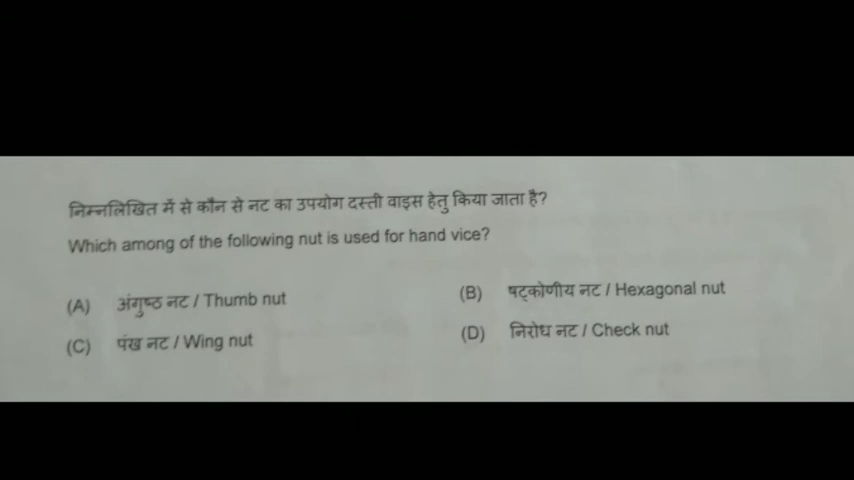 निम्नलिखित में से कौन से नट का उपयोग दस्ती वाइस हेतु किया जाता है?
Which among of the following nut is used for hand vice?
(A) अंगुष्ठ नट / Thumb nut (B) षट्कोणीय नट / Hexagonal nut
(C) पंख नट / Wing nut (D) निरोध नट / Check nut